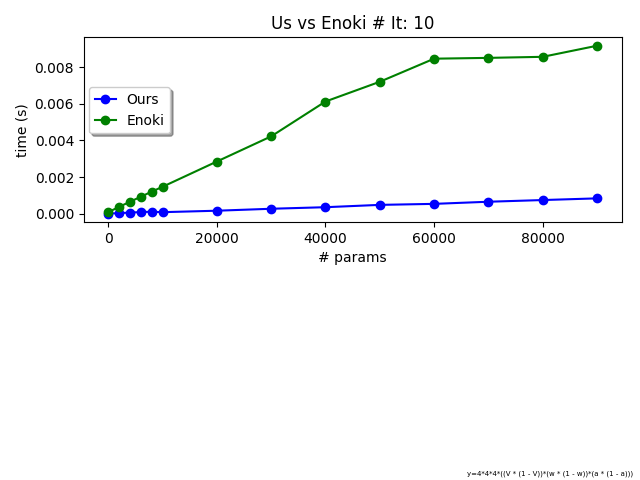 Us vs Enoki # It: 10
time (s)
0.008
0.006
0.004
0.002
0.000
Ours
Enoki
0 20000 40000 60000 80000
# params
y=4*4*4*((V * (1 - V))*(w * (1 - w))*(a * (1 - a)))